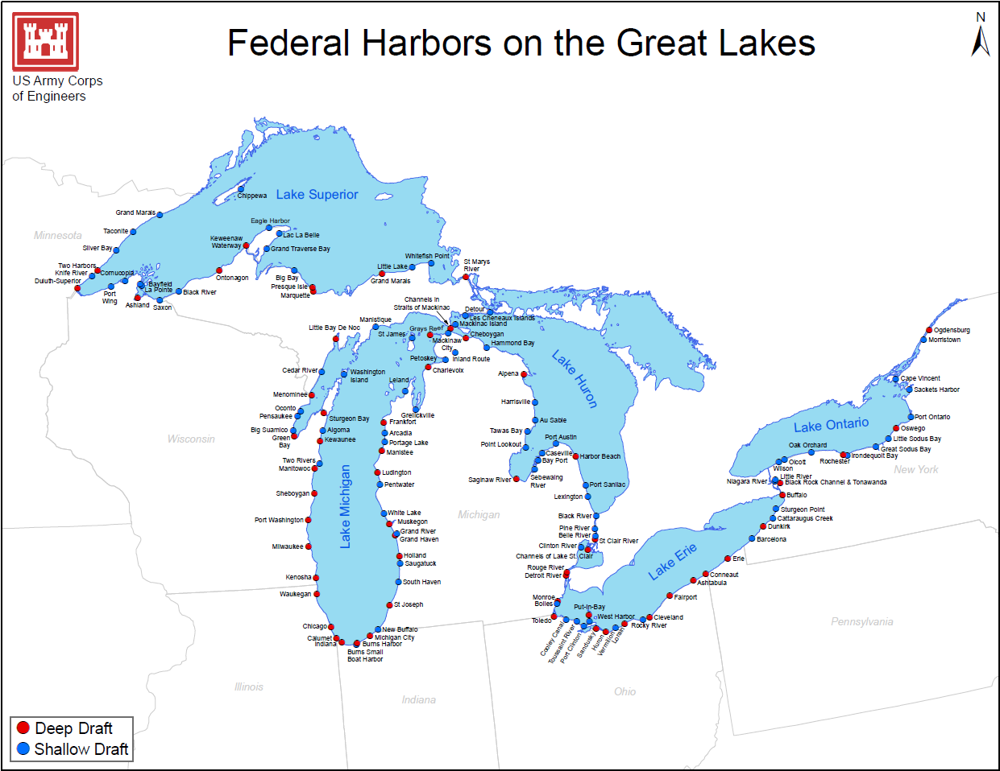 Federal Harbors on the Great Lakes
N
US Army Corps
of Engineers
Lake Superior
Chippewa
Grand Marais
Minnesota
Taconite
Silver Bay
Two Harbors
Knife River
Duluth-Superior
Cornucopia
Port
Wing
Bayfield
La Pointe
Ashland
Saxon
Black River
Ontonagon
Keweenaw
Waterway
Eagle Harbor
Lac La Belle
Grand Traverse Bay
Big Bay
Presque Isle
Marquette
Grand Marais
Little Lake
Whitefish Point
St Marys
River
Channels in
Straits of Mackinac
Detour
Les Cheneaux Islands
Mackinac Island
Grays Reef
Cheboygan
Mackinaw
City
Hammond Bay
Inland Route
Manistique
St James
Little Bay De Noc
Petoskey
Charlevoix
Cedar River
Washington
Island
Leland
Menominee
Greilickville
Oconto
Pensaukee
Sturgeon Bay
Frankfort
Big Suamico
Green
Bay
Algoma
Kewaunee
Arcadia
Portage Lake
Manistee
Wisconsin
Two Rivers
Manitowoc
Ludington
Pentwater
Sheboygan
Lake Michigan
Port Washington
White Lake
Muskegon
Grand River
Grand Haven
Milwaukee
Holland
Saugatuck
Kenosha
South Haven
Waukegan
St Joseph
Chicago
New Buffalo
Calumet
Michigan City
Indiana
Burns Harbor
Burns Small
Boat Harbor
Michigan
Lake Huron
Alpena
Harrisville
Au Sable
Tawas Bay
Port Austin
Point Lookout
Caseville
Bay Port
Harbor Beach
Saginaw River
Sebewaing
River
Port Sanilac
Lexington
Black River
Pine River
Belle River
St Clair River
Clinton River
Channels of Lake St. Clair
Rouge River
Detroit River
Monroe
Bolles
Toledo
Put-In-Bay
West Harbor
Cooley Canal
Toussaint River
Port Clinton
Sandusky
Huron
Vermilion
Lorain
Rocky River
Cleveland
Fairport
Ashtabula
Conneaut
Erie
Lake Erie
Barcelona
Dunkirk
Cattaraugus Creek
Sturgeon Point
Buffalo
Black Rock Channel & Tonawanda
Little River
Niagara River
Wilson
Olcott
Oak Orchard
Rochester
Irondequoit Bay
Great Sodus Bay
Little Sodus Bay
Oswego
Port Ontario
Lake Ontario
Sackets Harbor
Cape Vincent
Morristown
Ogdensburg
New York
Pennsylvania
Ohio
Indiana
Illinois
Deep Draft
Shallow Draft